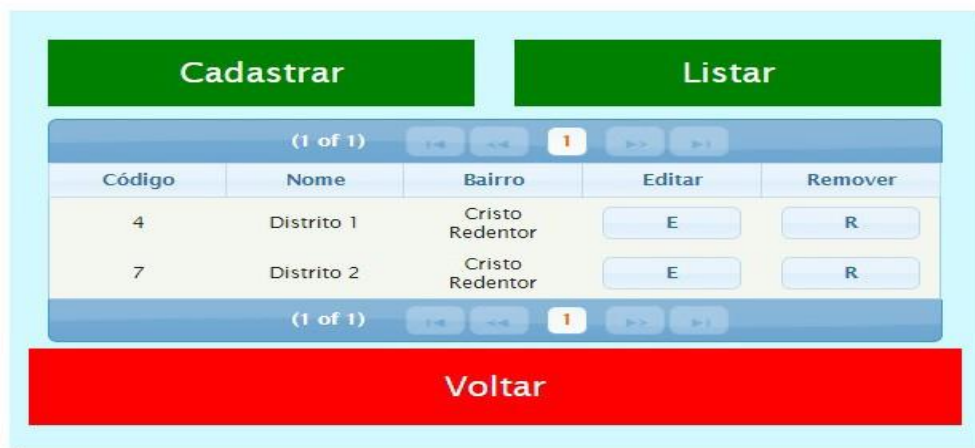 Cadastrar Listar
(1 of 1) 1
Código Nome Bairro Editar Remover
4 Distrito 1 Cristo Redentor E R
7 Distrito 2 Cristo Redentor E R
(1 of 1) 1
Voltar